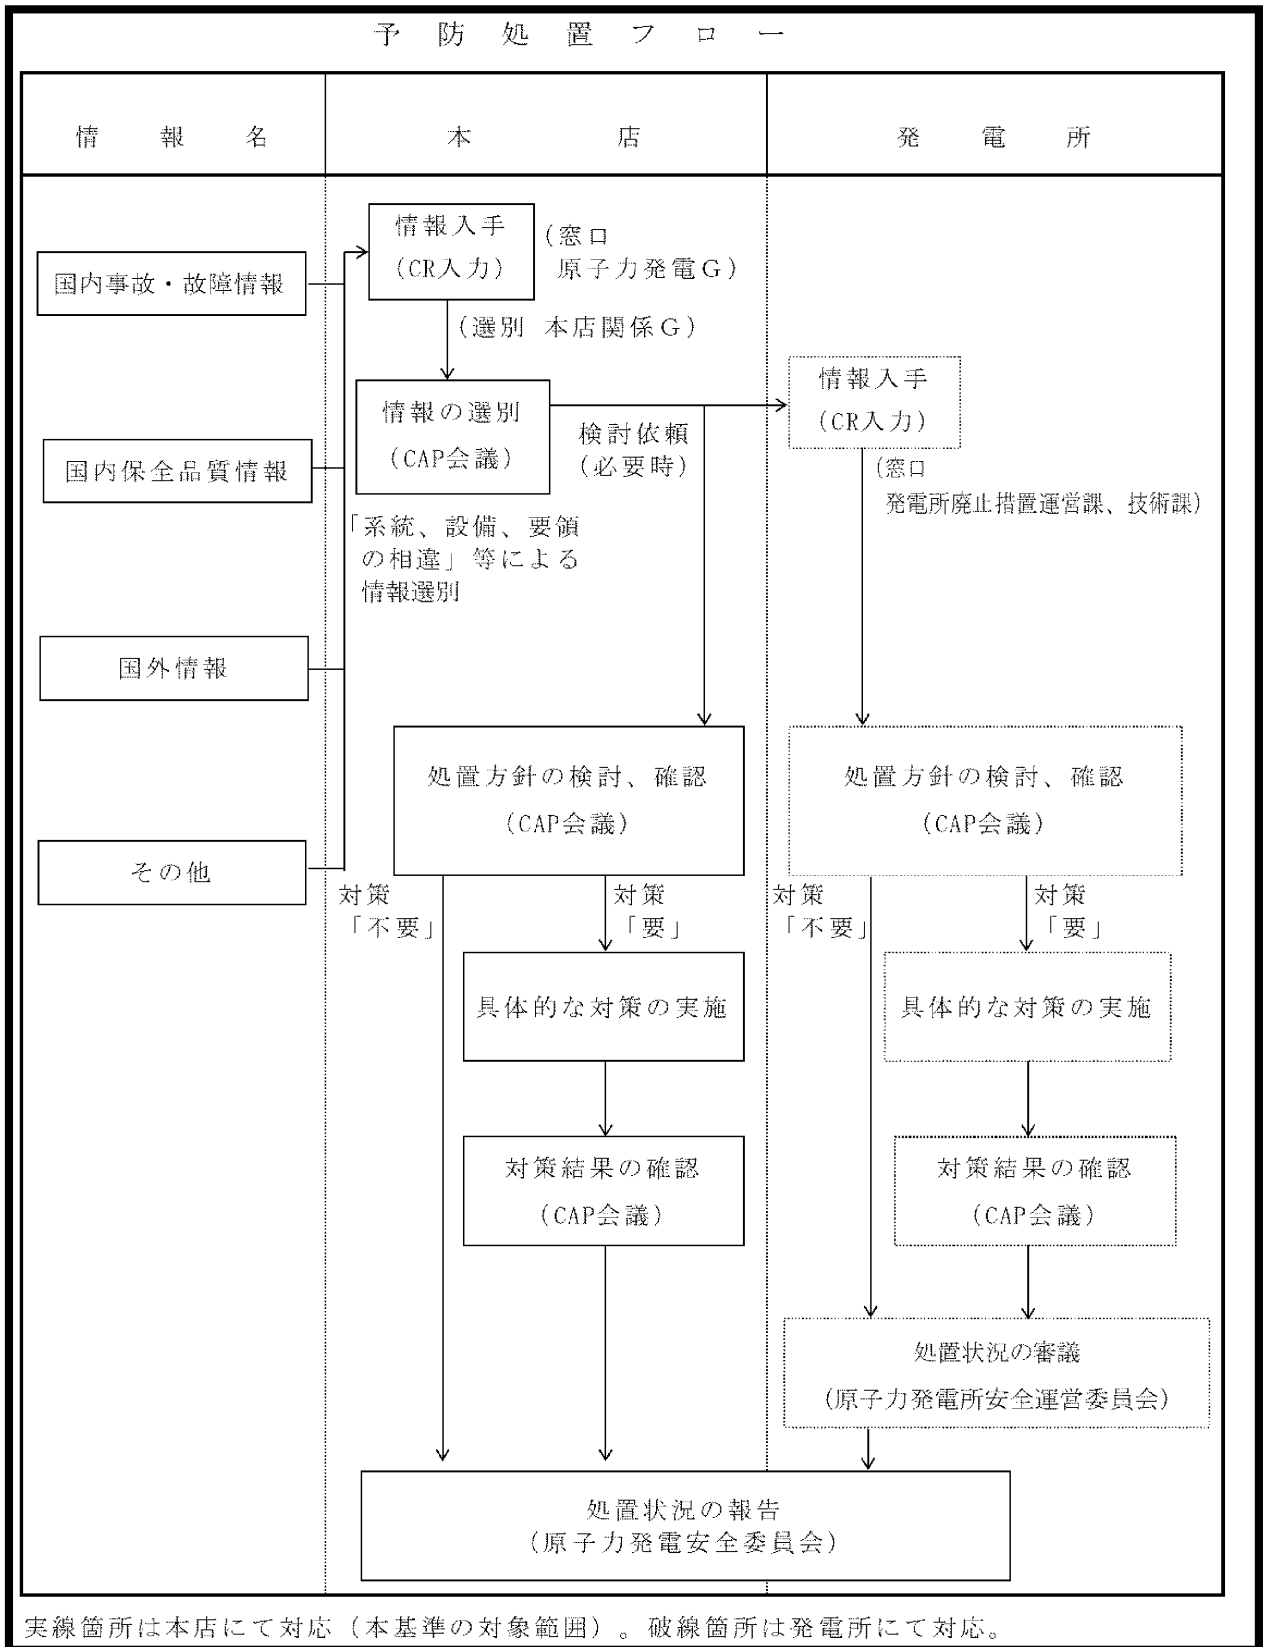 予防処置フロー
情報名
本店
発電所
国内事故・故障情報
国内保全品質情報
国外情報
その他
情報入手
(CR入力)
(窓口
原子力発電G)
(選別 本店関係G)
情報の選別
(CAP会議)
検討依頼
(必要時)
「系統、設備、要領
の相違」等による
情報選別
処置方針の検討、確認
(CAP会議)
対策
「不要」
対策
「要」
具体的な対策の実施
対策結果の確認
(CAP会議)
情報入手
(CR入力)
(窓口
発電所廃止措置運営課、技術課)
処置方針の検討、確認
(CAP会議)
対策
「不要」
対策
「要」
具体的な対策の実施
対策結果の確認
(CAP会議)
処置状況の審議
(原子力発電所安全運営委員会)
処置状況の報告
(原子力発電安全委員会)
実線箇所は本店にて対応(本基準の対象範囲)。破線箇所は発電所にて対応。